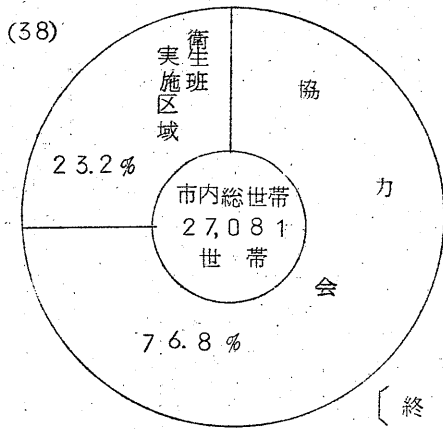 (38)
衛生班
実施区域
23.2%
協力会
76.8%
市内総世帯
27,081
世帯
〔終